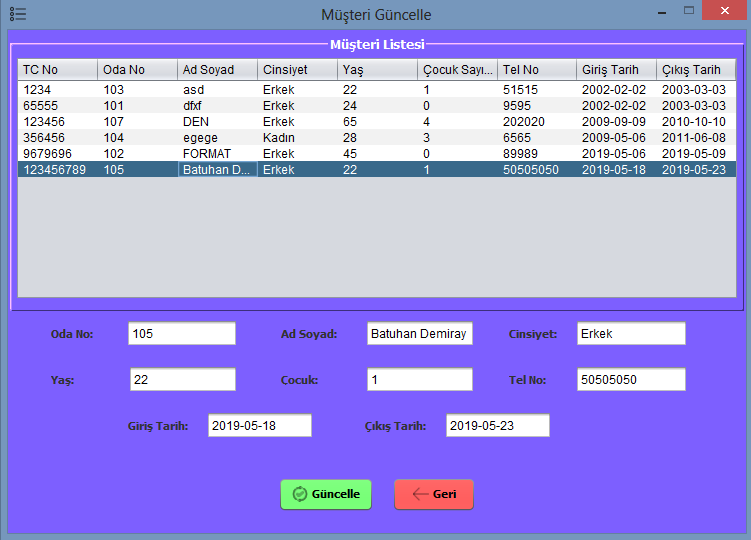 Müşteri Güncelle
Müşteri Listesi
TC No Oda No Ad Soyad Cinsiyet Yaş Çocuk Sayı... Tel No Giriş Tarih Çıkış Tarih
1234 103 asd Erkek 22 1 51515 2002-02-02 2003-03-03
65555 101 dfxf Erkek 24 0 9595 2002-02-02 2003-03-03
123456 107 DEN Erkek 65 4 202020 2009-09-09 2010-10-10
356456 104 egege Kadın 28 3 6565 2009-05-06 2011-06-08
9679696 102 FORMAT Erkek 45 0 89989 2019-05-06 2019-05-09
123456789 105 Batuhan D... Erkek 22 1 50505050 2019-05-18 2019-05-23
Oda No: 105 Ad Soyad: Batuhan Demiray Cinsiyet: Erkek
Yaş: 22 Çocuk: 1 Tel No: 50505050
Giriş Tarih: 2019-05-18 Çıkış Tarih: 2019-05-23
Güncelle Geri